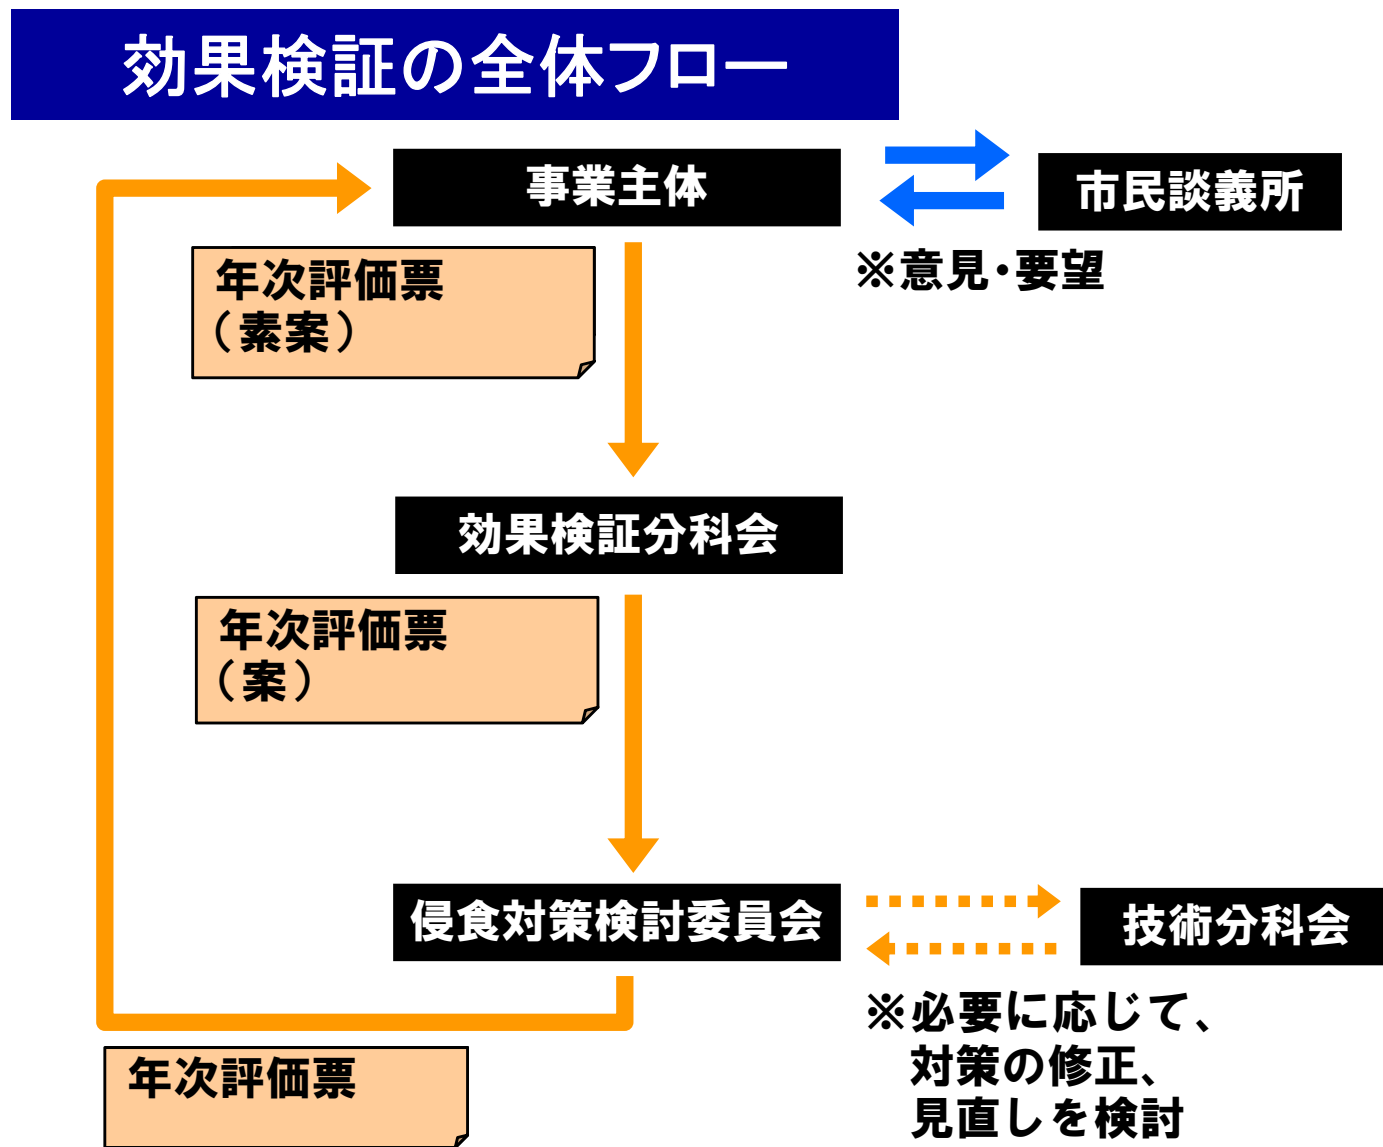 効果検証の全体フロー
事業主体
市民談義所
※意見・要望
年次評価票
（素案）
効果検証分科会
年次評価票
（案）
侵食対策検討委員会
技術分科会
※必要に応じて、
対策の修正、
見直しを検討
年次評価票